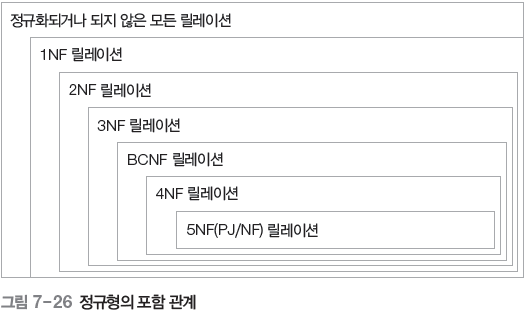 정규화되거나 되지 않은 모든 릴레이션
1NF 릴레이션
2NF 릴레이션
3NF 릴레이션
BCNF 릴레이션
4NF 릴레이션
5NF(PJ/NF) 릴레이션
그림 7-26 정규형의 포함 관계